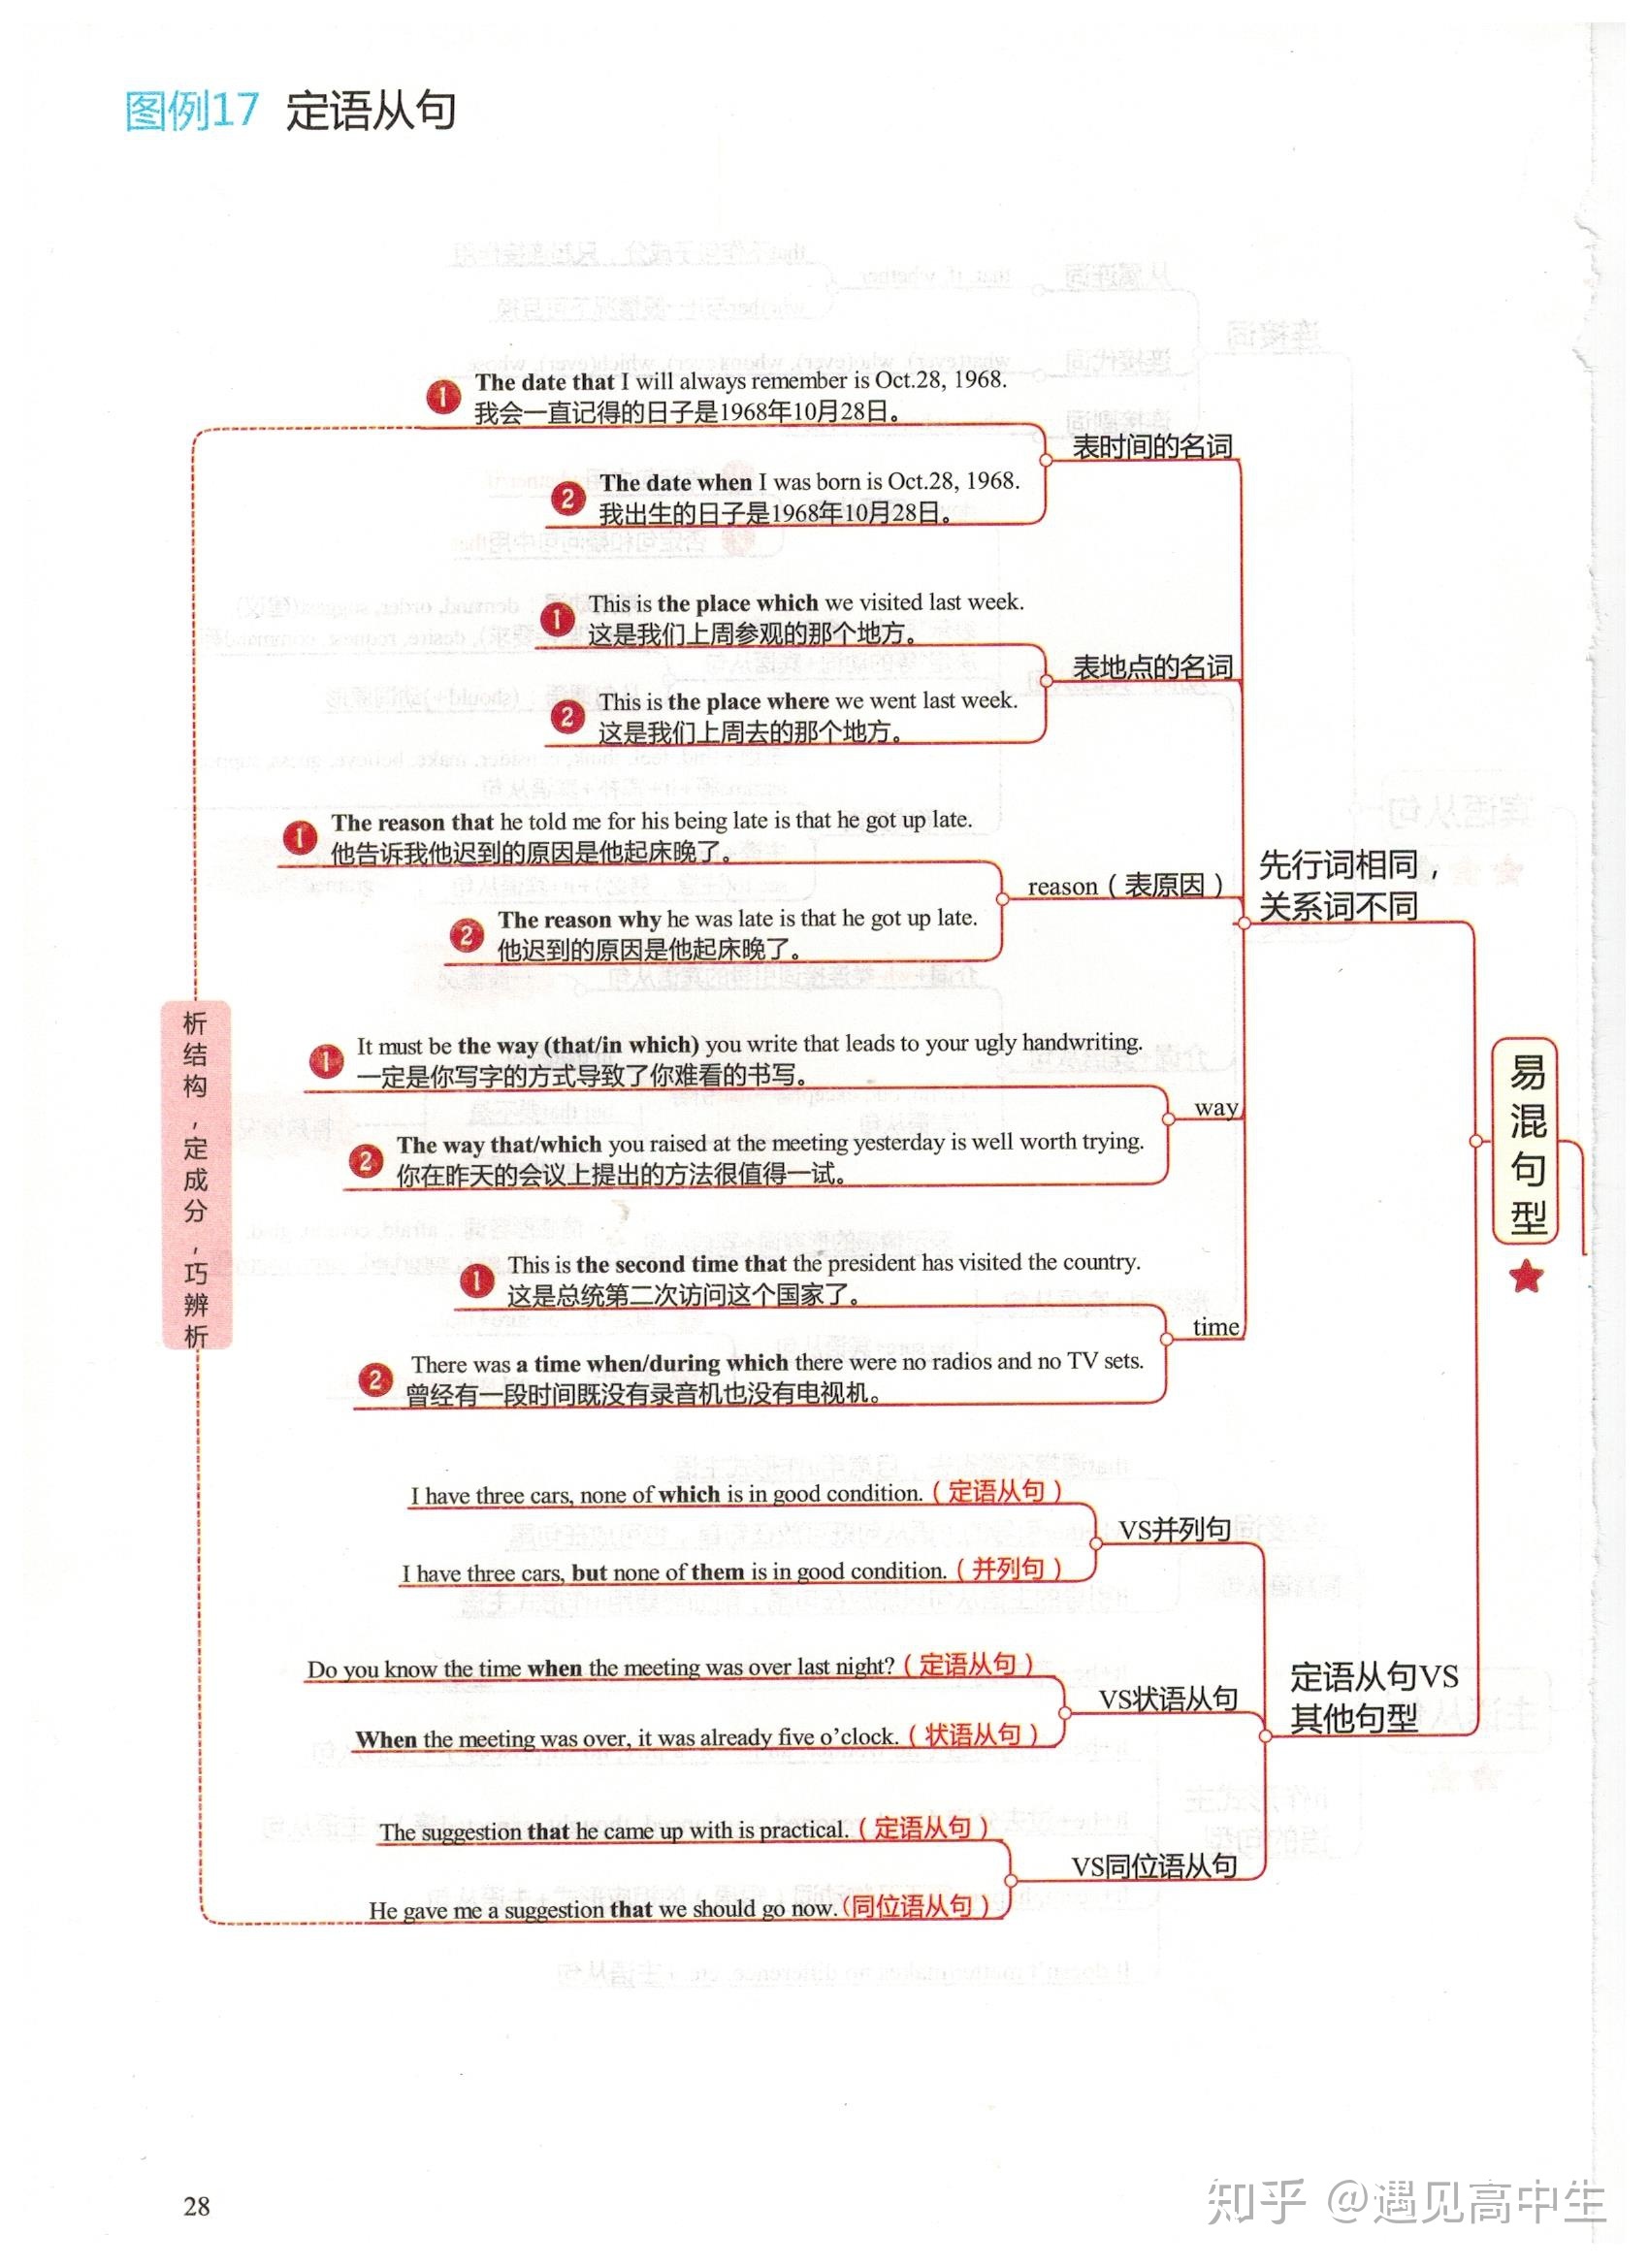 图例17 定语从句
1 The date that I will always remember is Oct.28, 1968.
我会一直记得的日子是1968年10月28日。
表时间的名词
2 The date when I was born is Oct.28, 1968.
我出生的日子是1968年10月28日。
1 This is the place which we visited last week.
这是我们上周参观的那个地方。
表地点的名词
2 This is the place where we went last week.
这是我们上周去的那个地方。
1 The reason that he told me for his being late is that he got up late.
他告诉我他迟到的原因是他起床晚了。
reason（表原因）
2 The reason why he was late is that he got up late.
他迟到的原因是他起床晚了。
先行词相同，
关系词不同
1 It must be the way (that/in which) you write that leads to your ugly handwriting.
一定是你写字的方式导致了你难看的书写。
way
2 The way that/which you raised at the meeting yesterday is well worth trying.
你在昨天的会议上提出的方法很值得一试。
1 This is the second time that the president has visited the country.
这是总统第二次访问这个国家了。
time
2 There was a time when/during which there were no radios and no TV sets.
曾经有一段时间既没有录音机也没有电视机。
析结构，定成分，巧辨析
易混句型
I have three cars, none of which is in good condition.（定语从句）
VS并列句
I have three cars, but none of them is in good condition.（并列句）
Do you know the time when the meeting was over last night?（定语从句）
VS状语从句
When the meeting was over, it was already five o’clock.（状语从句）
定语从句VS
其他句型
The suggestion that he came up with is practical.（定语从句）
VS同位语从句
He gave me a suggestion that we should go now.(同位语从句）
28
知乎 @遇见高中生